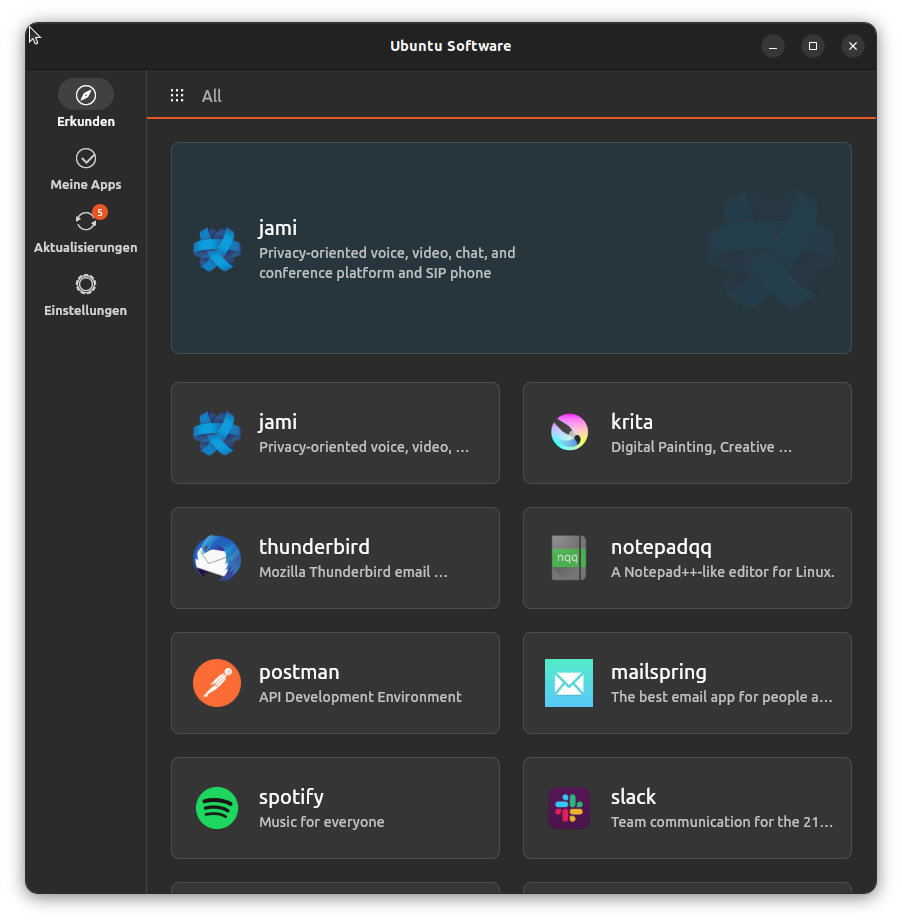 Ubuntu Software
Erkunden
Meine Apps
5
Aktualisierungen
Einstellungen
All
jami
Privacy-oriented voice, video, chat, and
conference platform and SIP phone
jami
Privacy-oriented voice, video, …
krita
Digital Painting, Creative …
thunderbird
Mozilla Thunderbird email …
nqq
notepadqq
A Notepad++-like editor for Linux.
postman
API Development Environment
mailspring
The best email app for people a…
spotify
Music for everyone
slack
Team communication for the 21…